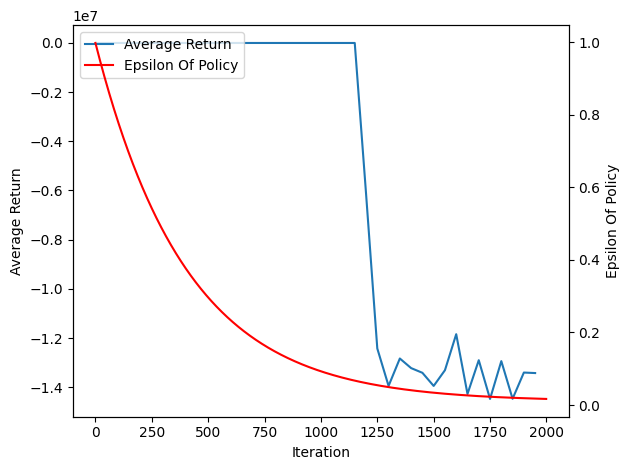 1e7
Average Return
Epsilon Of Policy
0.0
−0.2
−0.4
−0.6
−0.8
−1.0
−1.2
−1.4
Average Return
1.0
0.8
0.6
0.4
0.2
0.0
Epsilon Of Policy
0 250 500 750 1000 1250 1500 1750 2000
Iteration